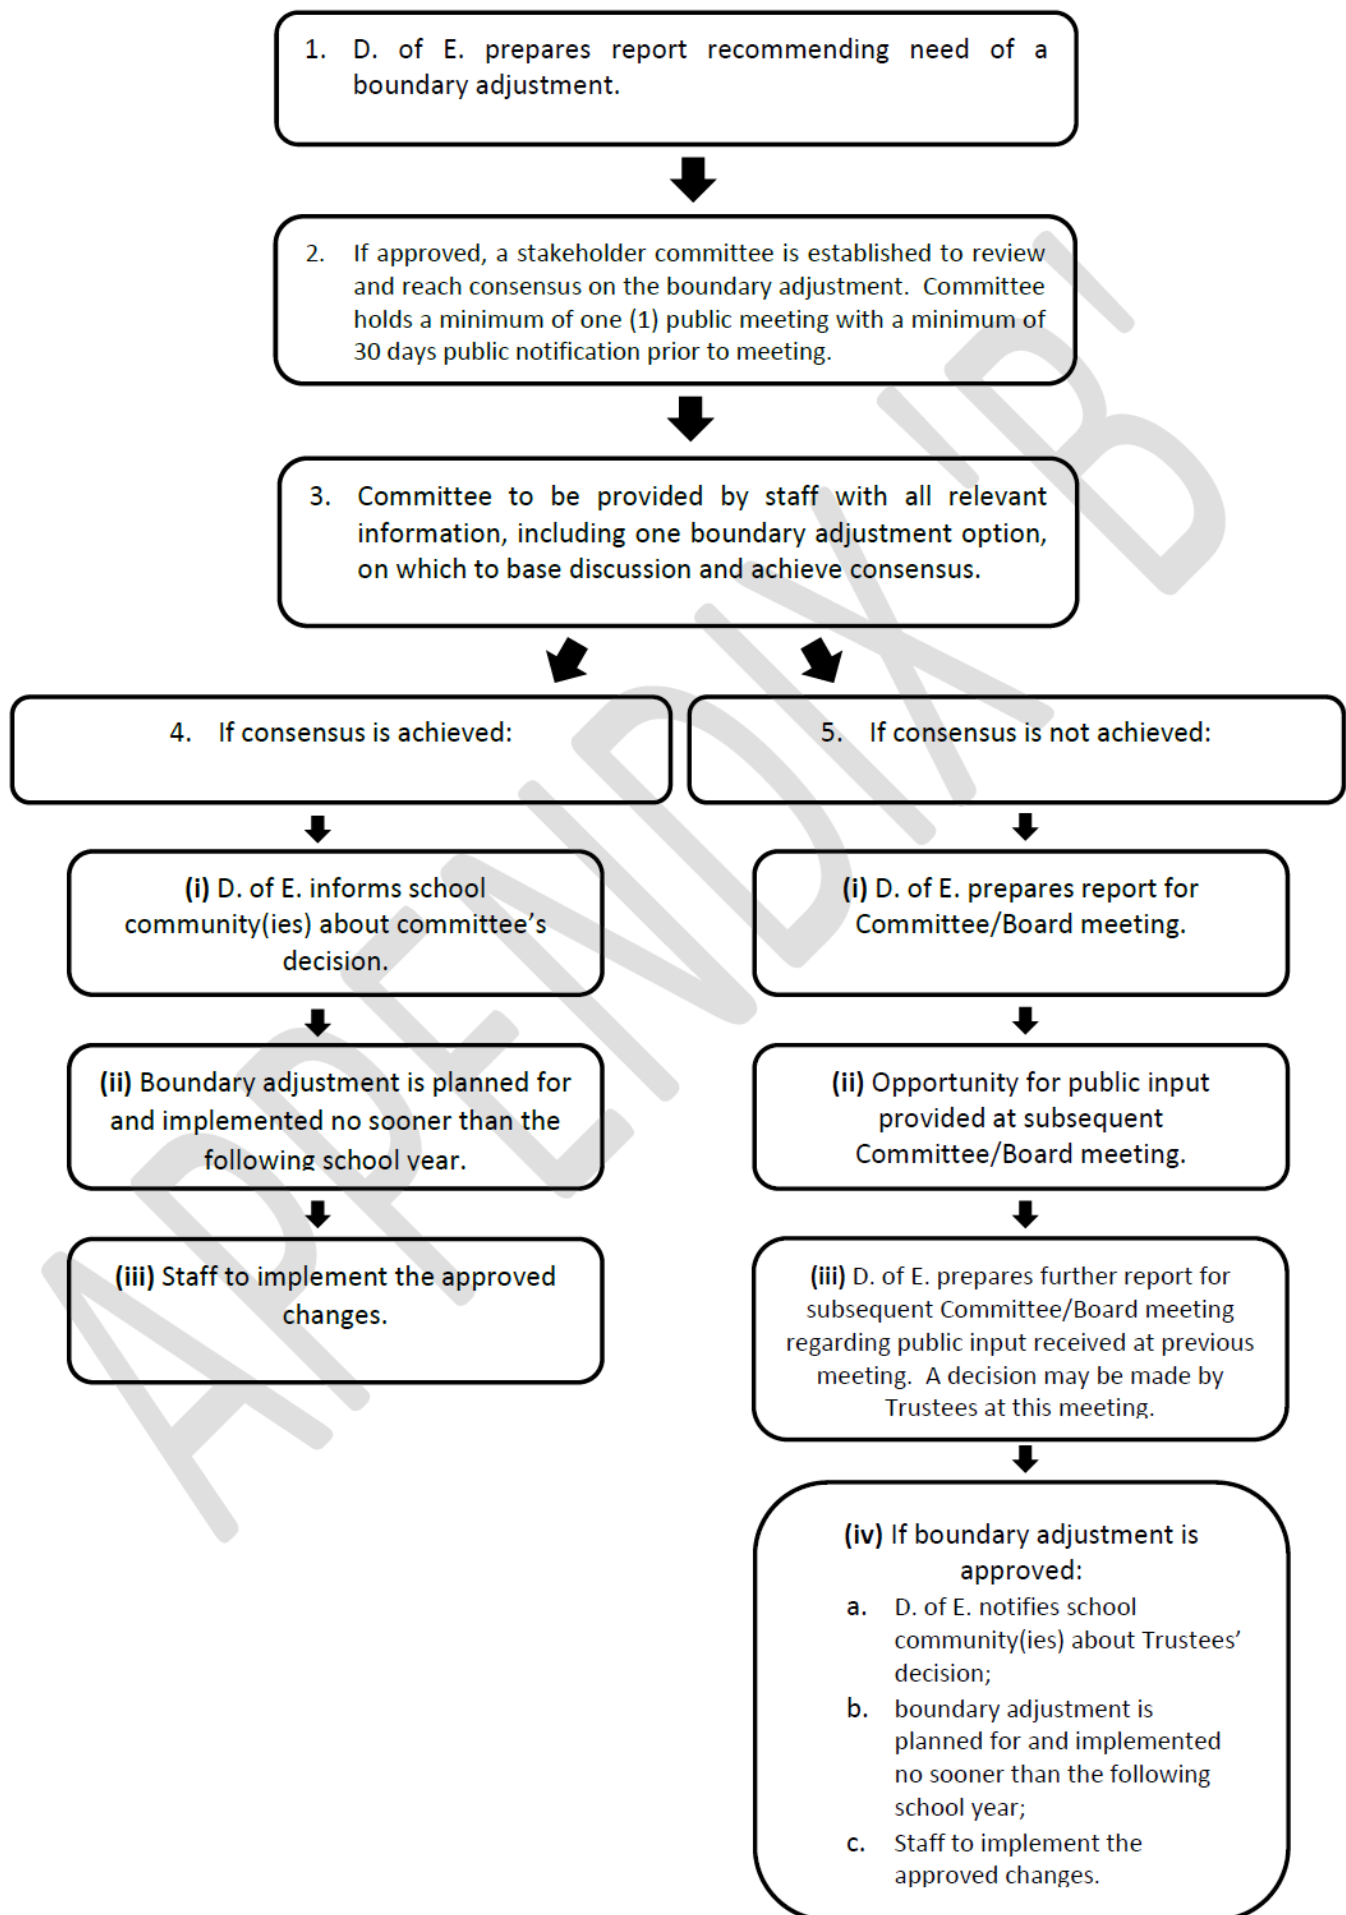 1. D. of E. prepares report recommending need of a
boundary adjustment.
2. If approved, a stakeholder committee is established to review
and reach consensus on the boundary adjustment. Committee
holds a minimum of one (1) public meeting with a minimum of
30 days public notification prior to meeting.
3. Committee to be provided by staff with all relevant
information, including one boundary adjustment option,
on which to base discussion and achieve consensus.
4. If consensus is achieved:
(i) D. of E. informs school
community(ies) about committee’s
decision.
(ii) Boundary adjustment is planned for
and implemented no sooner than the
following school year.
(iii) Staff to implement the approved
changes.
5. If consensus is not achieved:
(i) D. of E. prepares report for
Committee/Board meeting.
(ii) Opportunity for public input
provided at subsequent
Committee/Board meeting.
(iii) D. of E. prepares further report for
subsequent Committee/Board meeting
regarding public input received at previous
meeting. A decision may be made by
Trustees at this meeting.
(iv) If boundary adjustment is
approved:
a. D. of E. notifies school
community(ies) about Trustees’
decision;
b. boundary adjustment is
planned for and implemented
no sooner than the following
school year;
c. Staff to implement the
approved changes.
APPENDIX 'B'